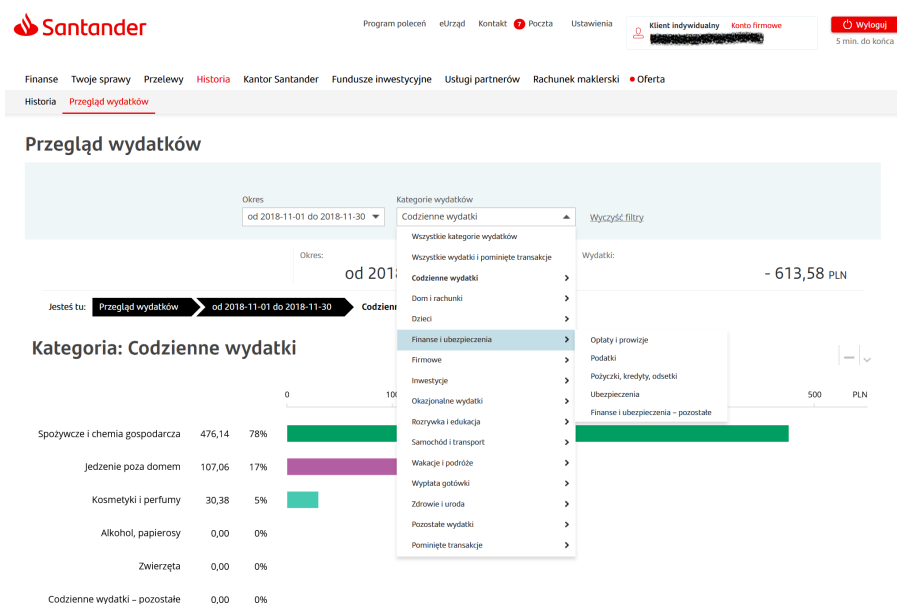 Santander
Program poleceń eUrząd Kontakt 7 Poczta Ustawienia
Klient indywidualny Konto firmowe
Wyloguj
5 min. do końca
Finanse Twoje sprawy Przelewy Historia Kantor Santander Fundusze inwestycyjne Usługi partnerów Rachunek maklerski Oferta
Historia Przegląd wydatków
Przegląd wydatków
Okres
od 2018-11-01 do 2018-11-30
Kategorie wydatków
Codzienne wydatki
Wyczyść filtry
Wszystkie kategorie wydatków
Wszystkie wydatki i pominięte transakcje
Codzienne wydatki
Dom i rachunki
Dzieci
Finanse i ubezpieczenia
Firmowe
Inwestycje
Okazjonalne wydatki
Rozrywka i edukacja
Samochód i transport
Wakacje i podróże
Wypłata gotówki
Zdrowie i uroda
Pozostałe wydatki
Pominięte transakcje
Opłaty i prowizje
Podatki
Pożyczki, kredyty, odsetki
Ubezpieczenia
Finanse i ubezpieczenia – pozostałe
Okres:
od 201
Wydatki:
- 613,58 PLN
Jesteś tu: Przegląd wydatków od 2018-11-01 do 2018-11-30 Codzien
Kategoria: Codzienne wydatki
0 10 500 PLN
Spożywcze i chemia gospodarcza 476,14 78%
Jedzenie poza domem 107,06 17%
Kosmetyki i perfumy 30,38 5%
Alkohol, papierosy 0,00 0%
Zwierzęta 0,00 0%
Codzienne wydatki – pozostałe 0,00 0%